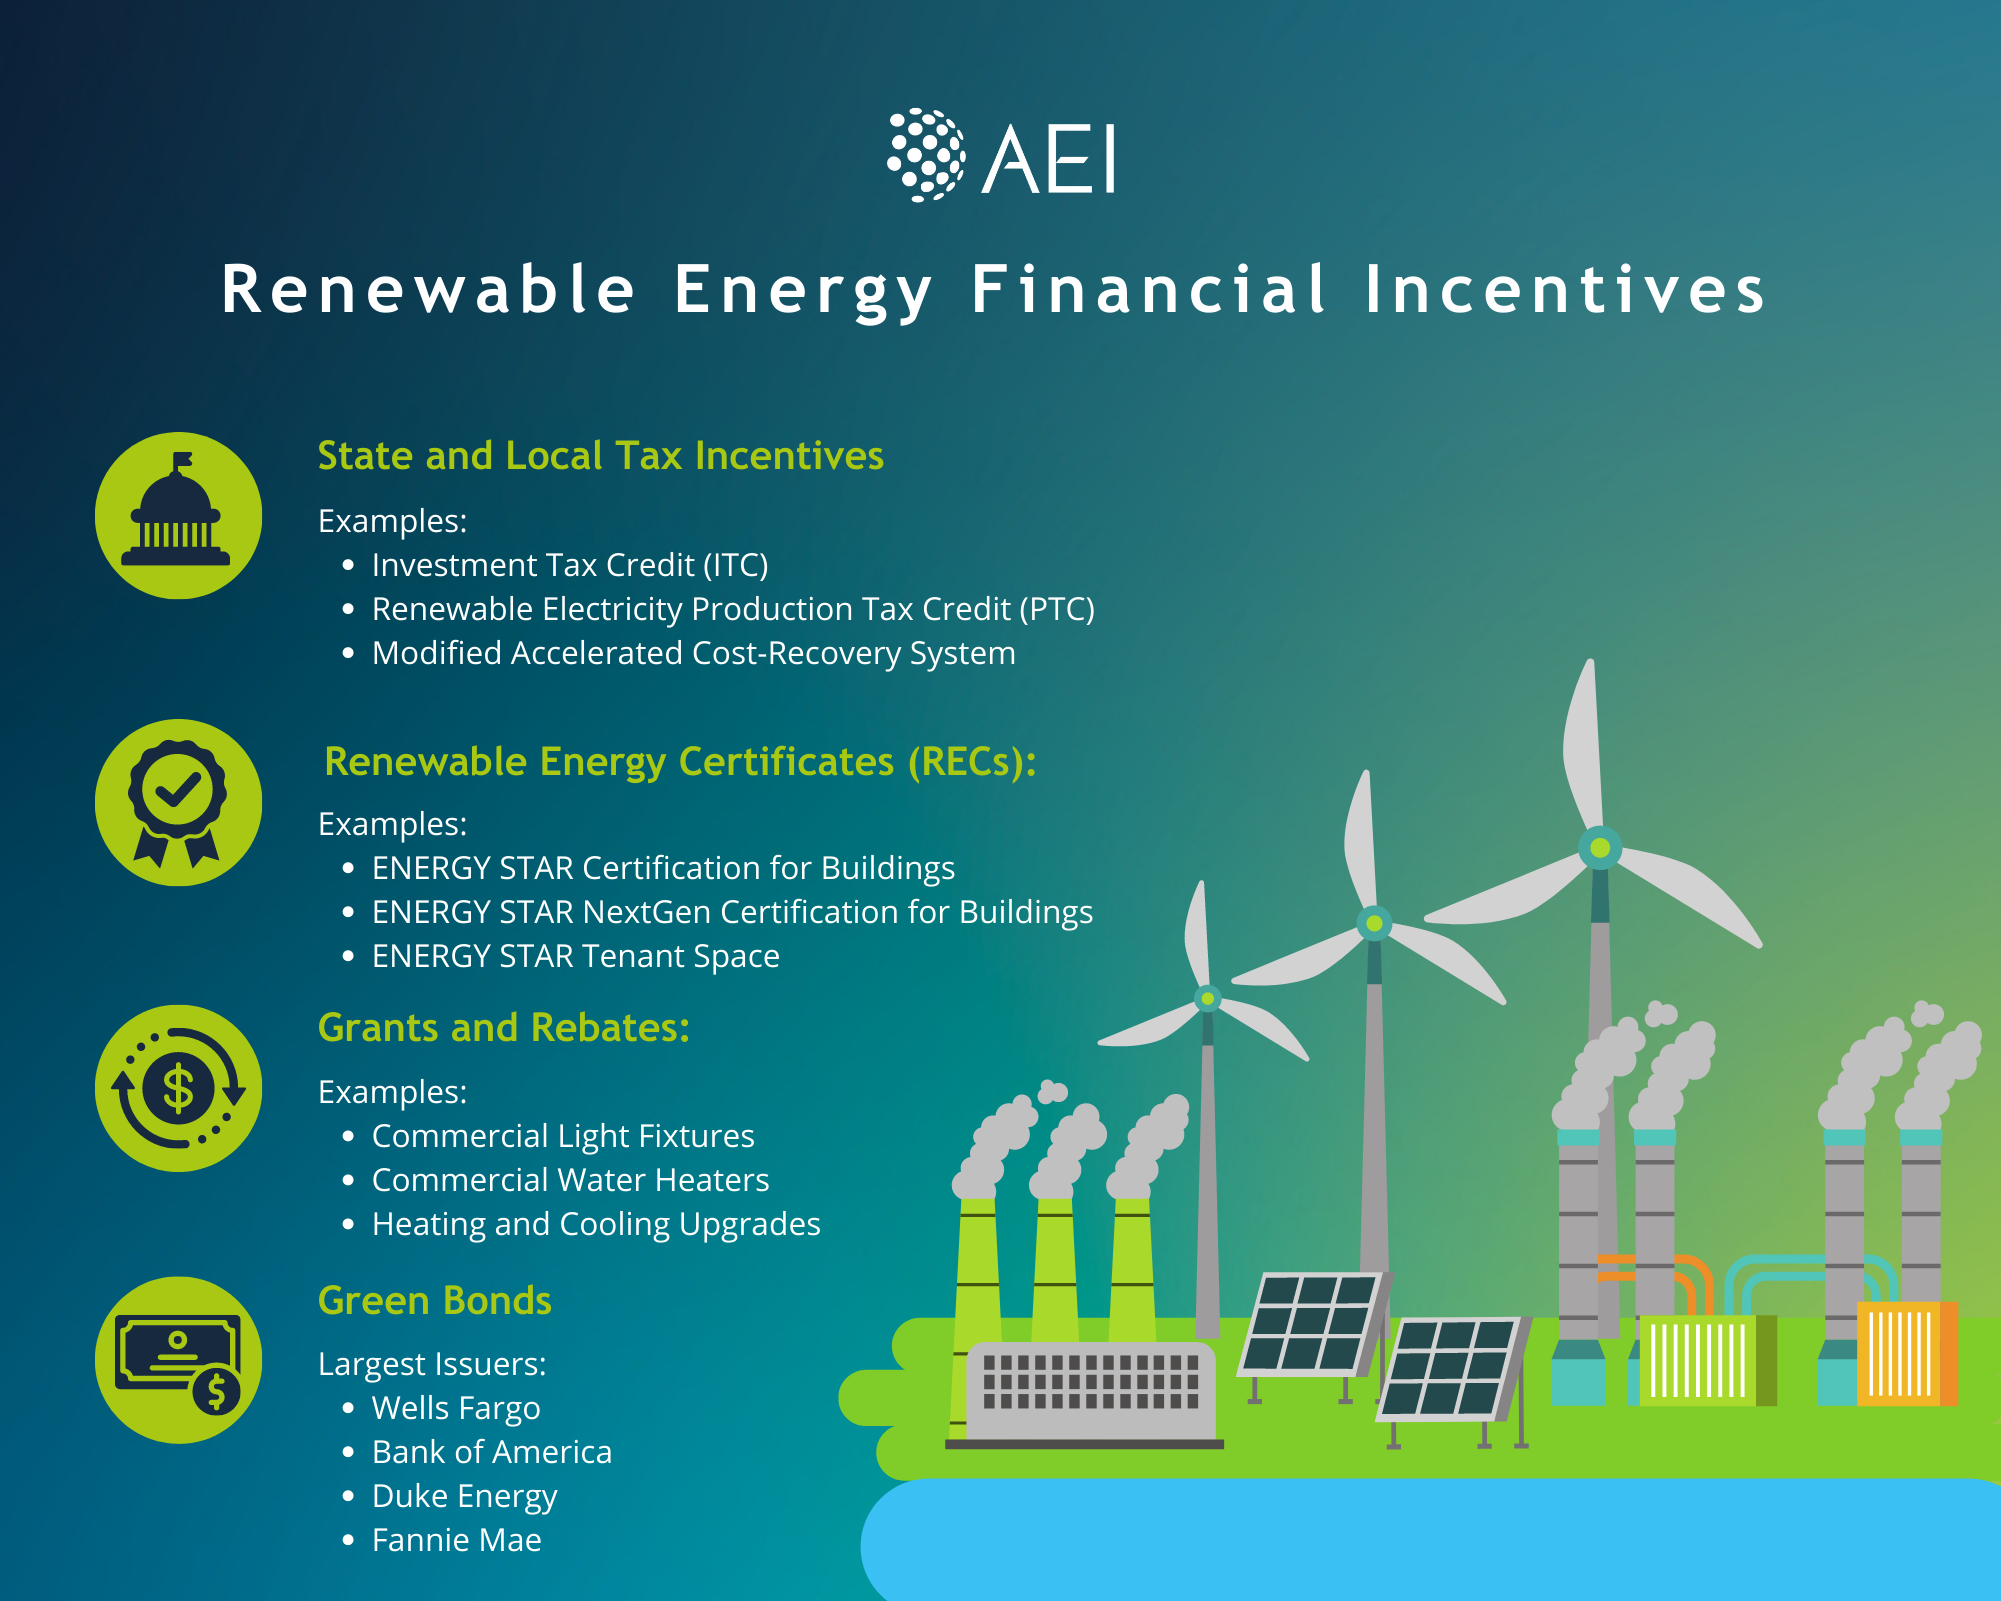 AEI
Renewable Energy Financial Incentives
State and Local Tax Incentives
Examples:
• Investment Tax Credit (ITC)
• Renewable Electricity Production Tax Credit (PTC)
• Modified Accelerated Cost-Recovery System
Renewable Energy Certificates (RECs):
Examples:
• ENERGY STAR Certification for Buildings
• ENERGY STAR NextGen Certification for Buildings
• ENERGY STAR Tenant Space
Grants and Rebates:
Examples:
• Commercial Light Fixtures
• Commercial Water Heaters
• Heating and Cooling Upgrades
Green Bonds
Largest Issuers:
• Wells Fargo
• Bank of America
• Duke Energy
• Fannie Mae